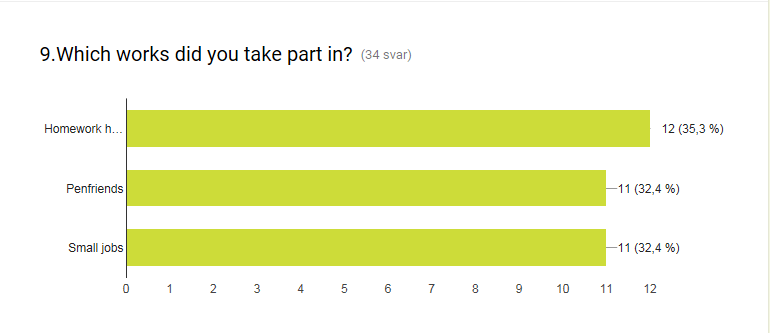 9.Which works did you take part in? (34 svar)
Homework h... 12 (35,3 %)
Penfriends 11 (32,4 %)
Small jobs 11 (32,4 %)
0 1 2 3 4 5 6 7 8 9 10 11 12